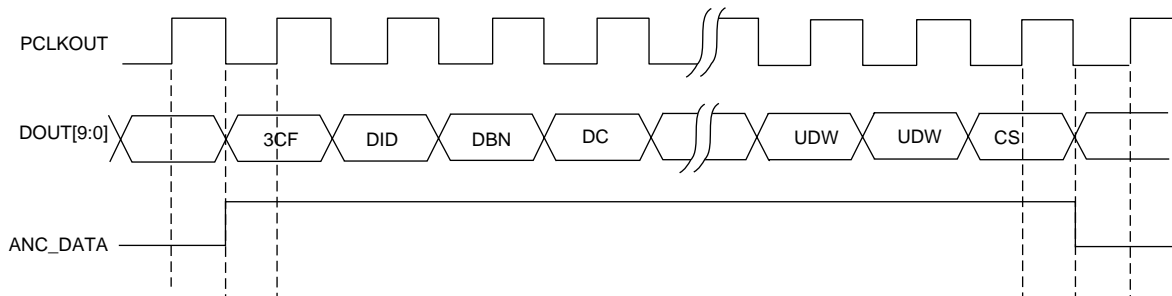 PCLKOUT
DOUT[9:0]
3CF DID DBN DC UDW UDW CS
ANC_DATA